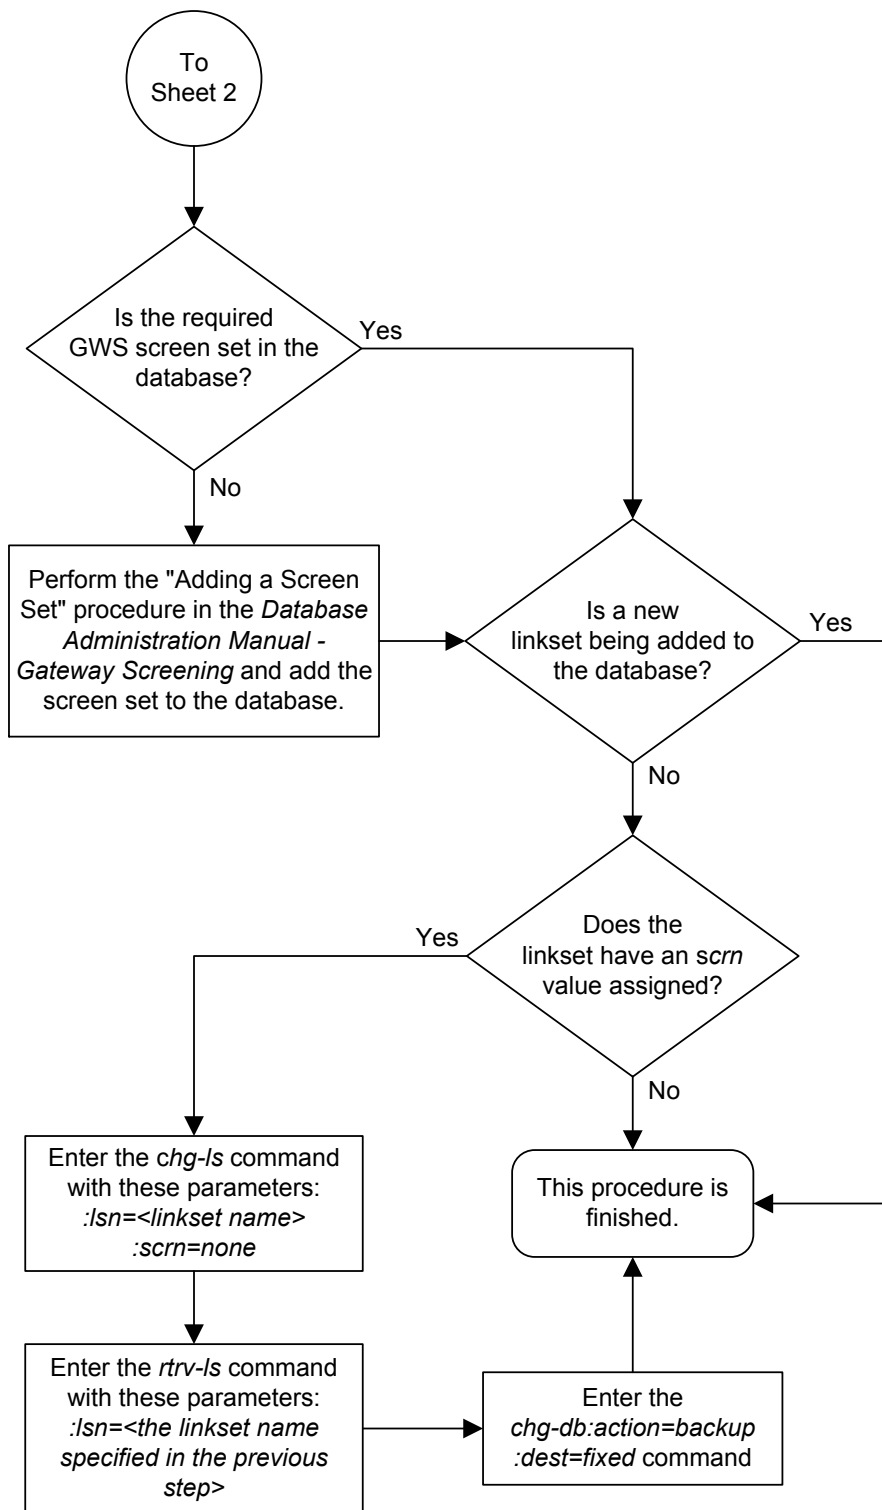 To
Sheet 2
Is the required
GWS screen set in the
database?
Yes
No
Perform the "Adding a Screen
Set" procedure in the Database
Administration Manual -
Gateway Screening and add the
screen set to the database.
Is a new
linkset being added to
the database?
Yes
No
Does the
linkset have an scrn
value assigned?
Yes
No
Enter the chg-ls command
with these parameters:
:lsn=<linkset name>
:scrn=none
This procedure is
finished.
Enter the rtrv-ls command
with these parameters:
:lsn=<the linkset name
specified in the previous
step>
Enter the
chg-db:action=backup
:dest=fixed command